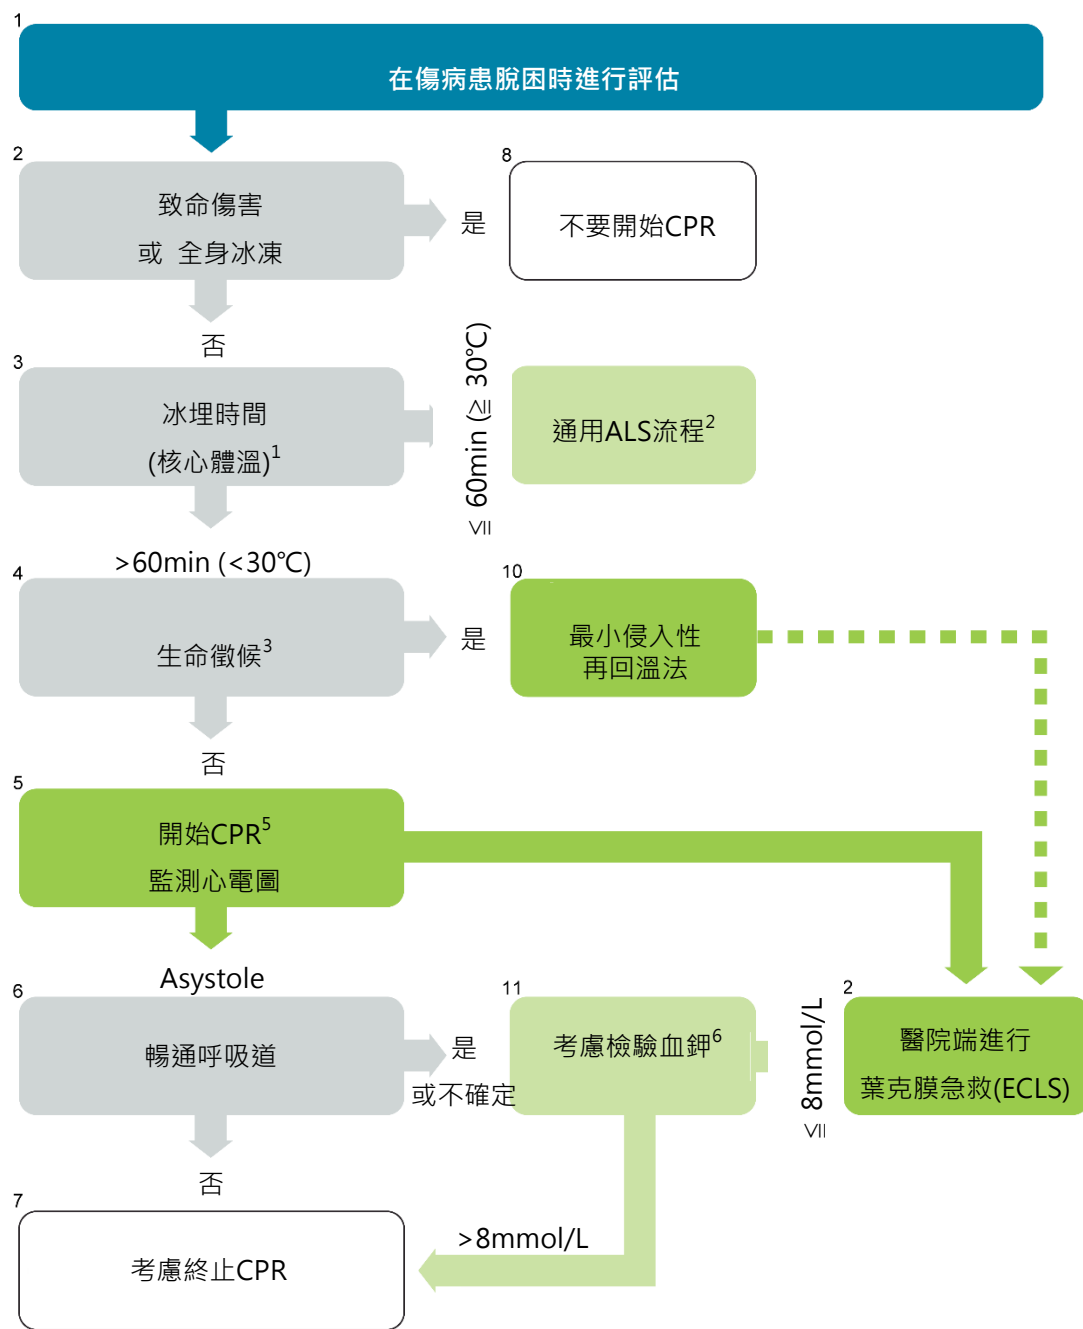 1
在傷病患脫困時進行評估
2
致命傷害
或 全身冰凍
是
8
不要開始CPR
否
3
冰埋時間
(核心體溫)1
≦ 60min (≧ 30℃)
通用ALS流程2
>60min (<30℃)
4
生命徵候3
是
10
最小侵入性
再回溫法
否
5
開始CPR5
監測心電圖
Asystole
6
暢通呼吸道
是
或不確定
11
考慮檢驗血鉀6
≦ 8mmol/L
2
醫院端進行
葉克膜急救(ECLS)
否
7
考慮終止CPR
>8mmol/L